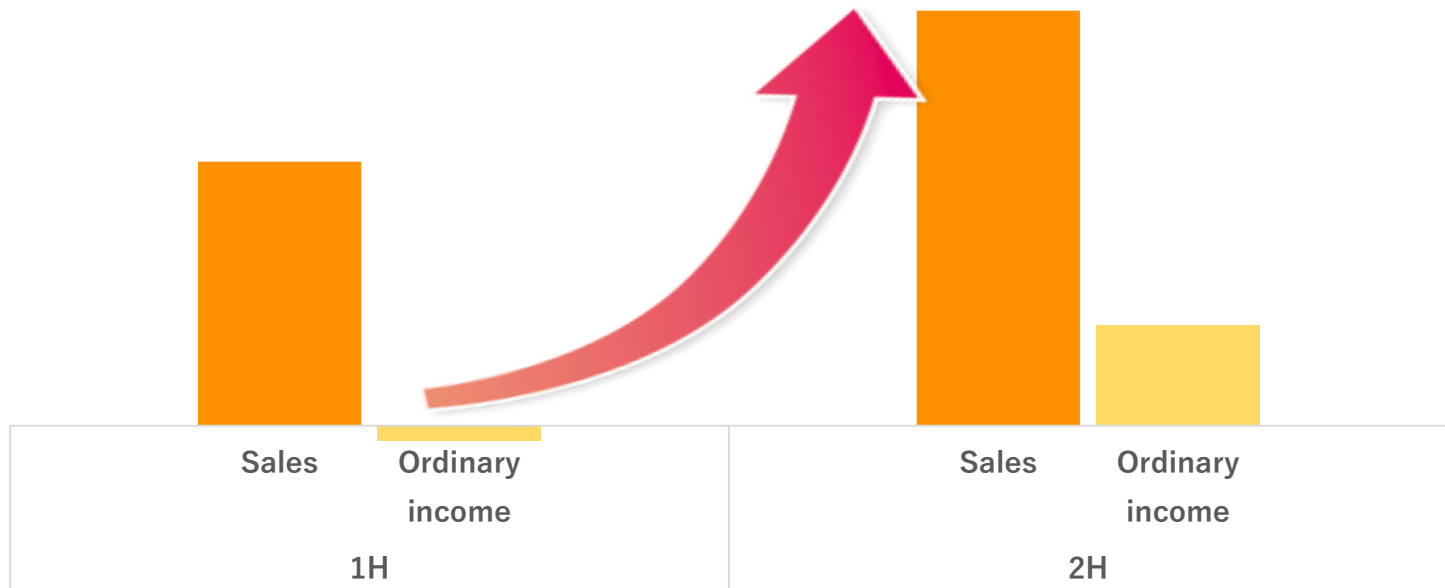 Sales
Ordinary
income
1H
Sales
Ordinary
income
2H